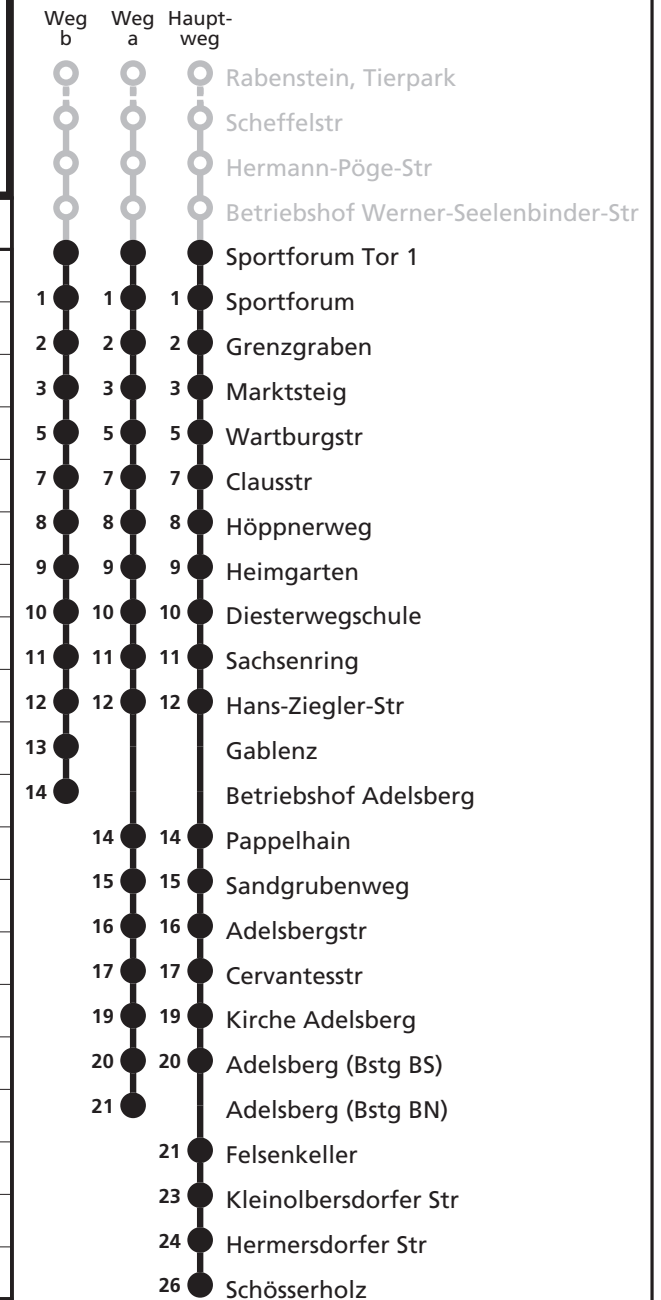 Weg Weg Haupt-
b a weg
Rabenstein, Tierpark
Scheffelstr
Hermann-Pöge-Str
Betriebshof Werner-Seelenbinder-Str
Sportforum Tor 1
1 1 1 Sportforum
2 2 2 Grenzgraben
3 3 3 Marktsteig
5 5 5 Wartburgstr
7 7 7 Clausstr
8 8 8 Höppnerweg
9 9 9 Heimgarten
10 10 10 Diesterwegschule
11 11 11 Sachsenring
12 12 12 Hans-Ziegler-Str
13 Gablenz
14 Betriebshof Adelsberg
14 14 Pappelhain
15 15 Sandgrubenweg
16 16 Adelsbergstr
17 17 Cervantesstr
19 19 Kirche Adelsberg
20 20 Adelsberg (Bstg BS)
21 Adelsberg (Bstg BN)
21 Felsenkeller
23 Kleinolbersdorfer Str
24 Hermersdorfer Str
26 Schösserholz